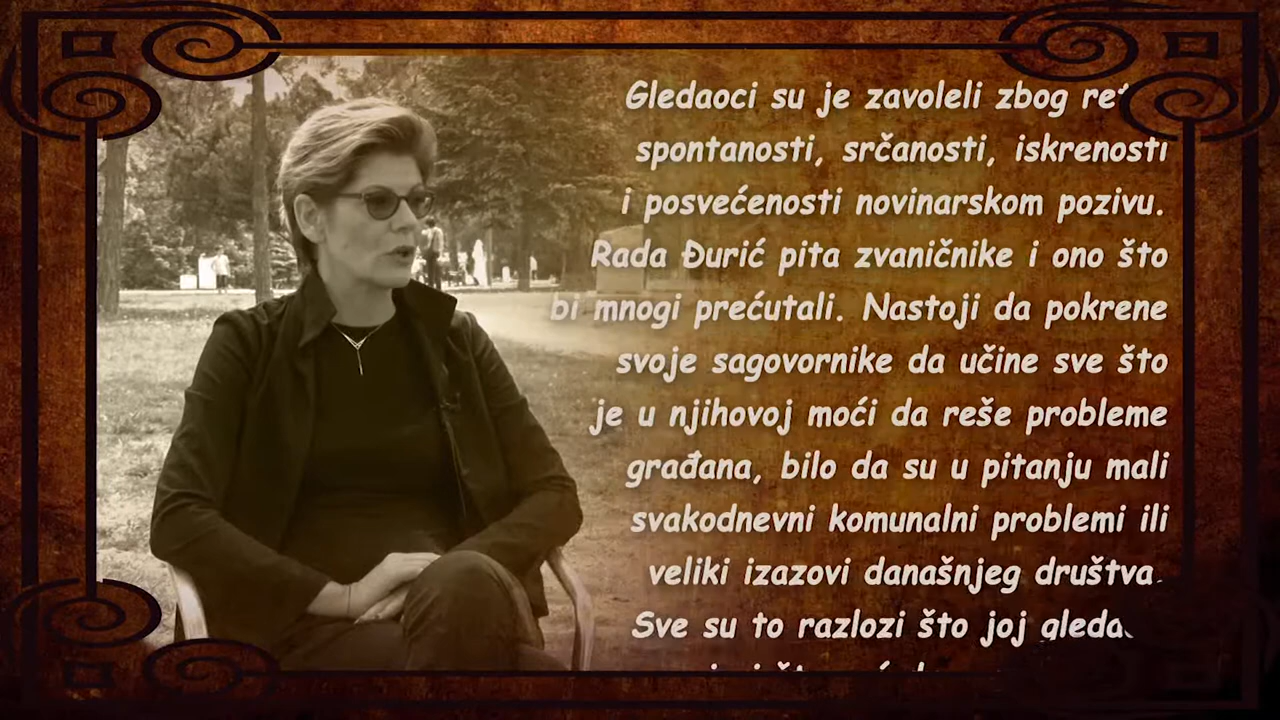 Gledaoci su je zavoleli zbog
spontanosti, srčanosti, iskrenosti
i posvećenosti novinarskom pozivu.
Rada Đurić pita zvaničnike i ono što
bi mnogi prećutali. Nastoji da pokrene
svoje sagovornike da učine sve što
je u njihovoj moći da reše probleme
građana, bilo da su u pitanju mali
svakodnevni komunalni problemi ili
veliki izazovi današnjeg društva.
Sve su to razlozi što joj